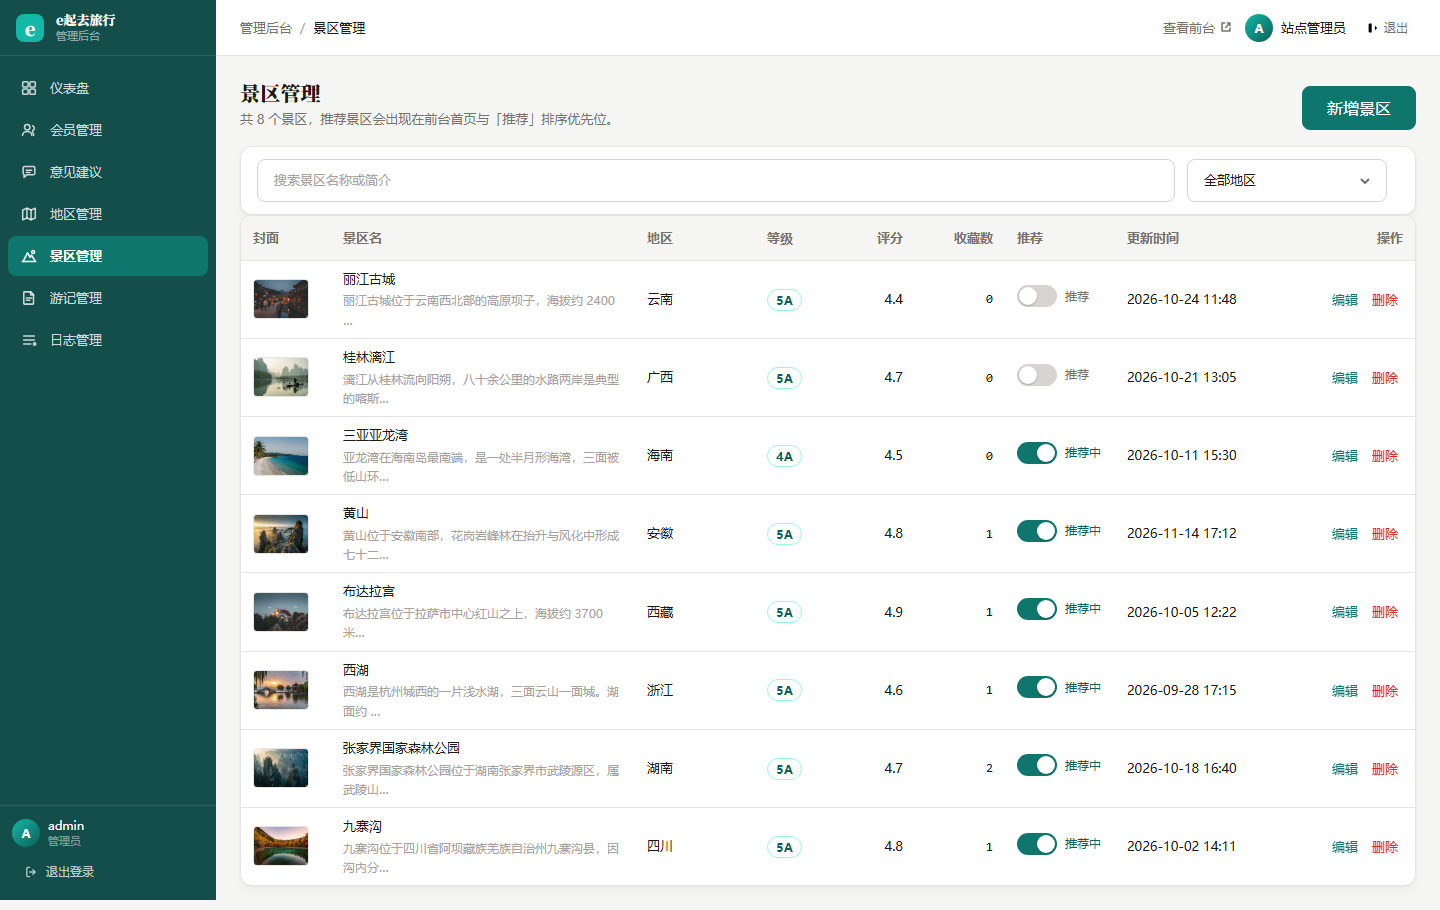 e
e起去旅行
管理后台
仪表盘
会员管理
意见建议
地区管理
景区管理
游记管理
日志管理
A
admin
管理员
退出登录
管理后台 / 景区管理
查看前台
A
站点管理员
退出
景区管理
共 8 个景区，推荐景区会出现在前台首页与「推荐」排序优先位。
新增景区
搜索景区名称或简介
全部地区
封面 景区名 地区 等级 评分 收藏数 推荐 更新时间 操作
丽江古城
丽江古城位于云南西北部的高原坝子，海拔约 2400
...
云南 5A 4.4 0 推荐 2026-10-24 11:48 编辑 删除
桂林漓江
漓江从桂林流向阳朔，八十余公里的水路两岸是典型
的喀斯...
广西 5A 4.7 0 推荐 2026-10-21 13:05 编辑 删除
三亚亚龙湾
亚龙湾在海南岛最南端，是一处半月形海湾，三面被
低山环...
海南 4A 4.5 0 推荐中 2026-10-11 15:30 编辑 删除
黄山
黄山位于安徽南部，花岗岩峰林在抬升与风化中形成
七十二...
安徽 5A 4.8 1 推荐中 2026-11-14 17:12 编辑 删除
布达拉宫
布达拉宫位于拉萨市中心红山之上，海拔约 3700
米...
西藏 5A 4.9 1 推荐中 2026-10-05 12:22 编辑 删除
西湖
西湖是杭州城西的一片浅水湖，三面云山一面城。湖
面约 ...
浙江 5A 4.6 1 推荐中 2026-09-28 17:15 编辑 删除
张家界国家森林公园
张家界国家森林公园位于湖南张家界市武陵源区，属
武陵山...
湖南 5A 4.7 2 推荐中 2026-10-18 16:40 编辑 删除
九寨沟
九寨沟位于四川省阿坝藏族羌族自治州九寨沟县，因
沟内分...
四川 5A 4.8 1 推荐中 2026-10-02 14:11 编辑 删除